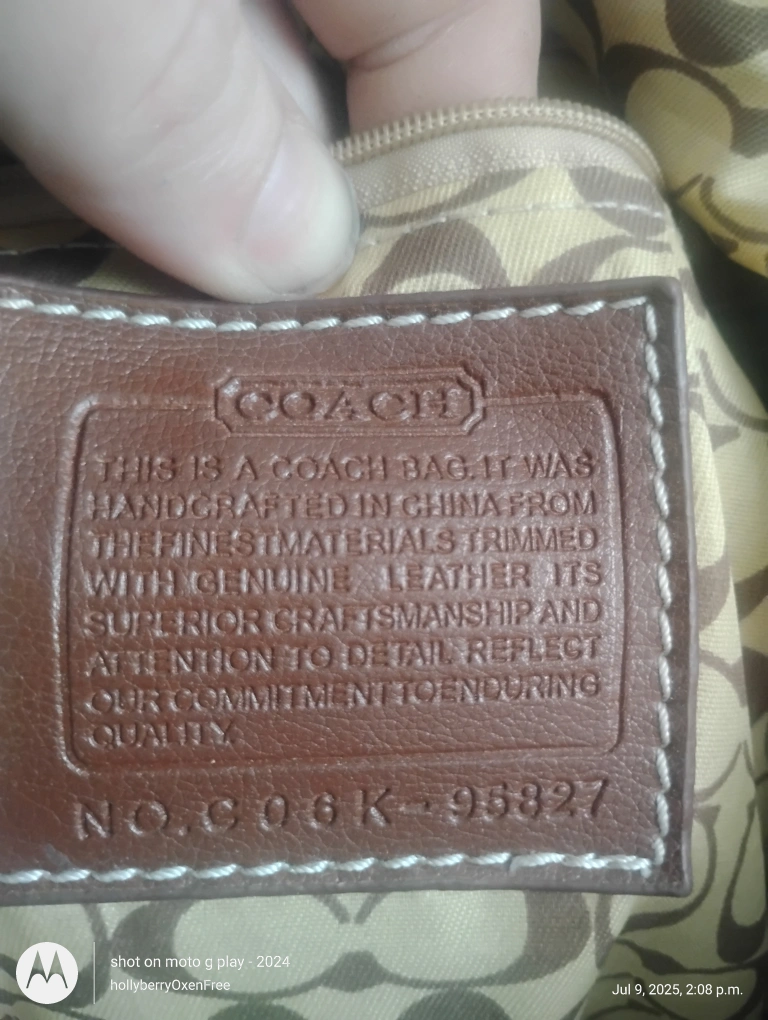 COACH
THIS IS A COACH BAG. IT WAS
HANDCRAFTED IN CHINA FROM
THE FINEST MATERIALS TRIMMED
WITH GENUINE LEATHER ITS
SUPERIOR CRAFTSMANSHIP AND
ATTENTION TO DETAIL REFLECT
OUR COMMITMENT TO ENDURING
QUALITY.
NO.C06K-95827
shot on moto g play - 2024
hollyberryOxenFree
Jul 9, 2025, 2:08 p.m.